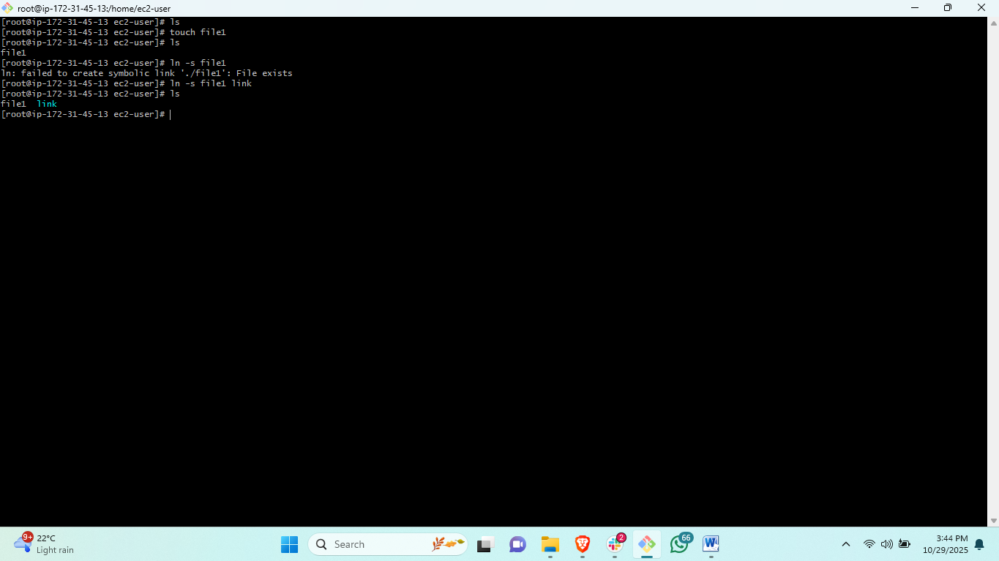 root@ip-172-31-45-13:/home/ec2-user
[root@ip-172-31-45-13 ec2-user]# ls
[root@ip-172-31-45-13 ec2-user]# touch file1
[root@ip-172-31-45-13 ec2-user]# ls
file1
[root@ip-172-31-45-13 ec2-user]# ln -s file1
ln: failed to create symbolic link './file1': File exists
[root@ip-172-31-45-13 ec2-user]# ln -s file1 link
[root@ip-172-31-45-13 ec2-user]# ls
file1  link
[root@ip-172-31-45-13 ec2-user]#
9+
22°C
Light rain
Search
2
66
W
3:44 PM
10/29/2025